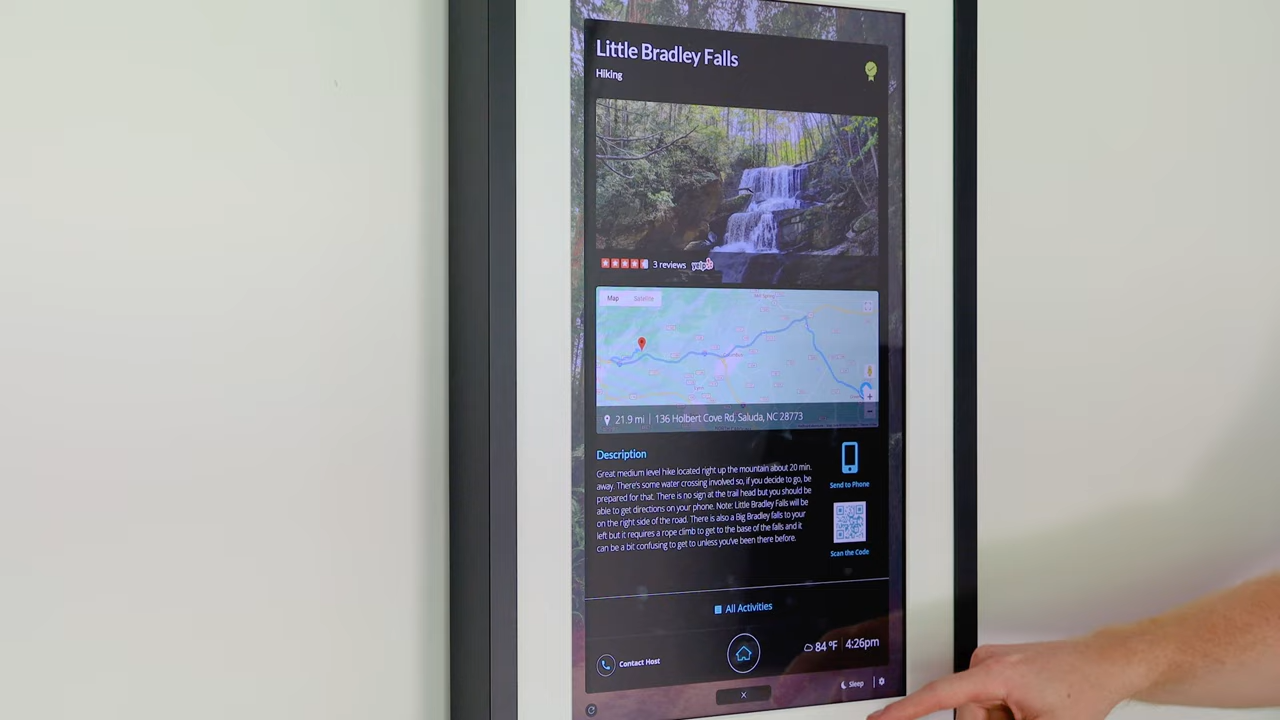 Little Bradley Falls
Hiking
3 reviews yelp
Map Satellite
21.9 mi | 136 Holbert Cove Rd, Saluda, NC 28773
Description
Great medium level hike located right up the mountain about 20 min.
away. There's some water crossing involved so, if you decide to go, be
prepared for that. There is no sign at the trail head but you should be
able to get directions on your phone. Note: Little Bradley Falls will be
on the right side of the road. There is also a Big Bradley falls to your
left but it requires a rope climb to get to the base of the falls and it
can be a bit confusing to get to unless you've been there before.
Send to Phone
Scan the Code
All Activities
Contact Host
84 °F 4:26pm
Sleep